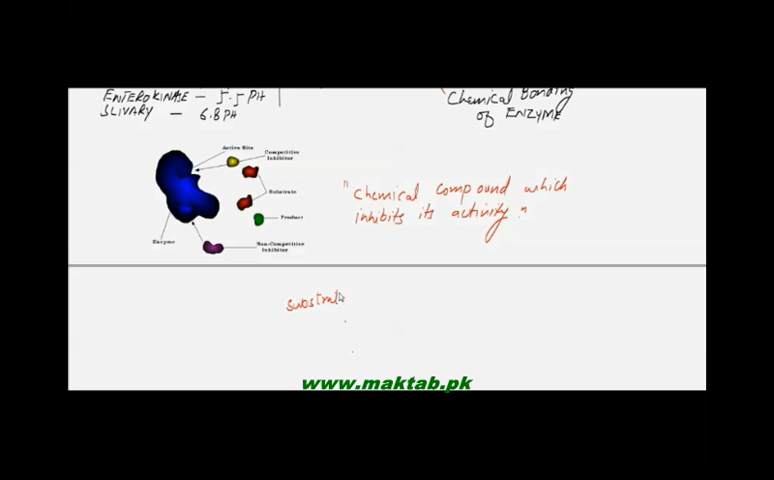 ENTEROKINASE — 5.5 PH
SLIVARY — 6.8 PH
Chemical Bonding
of ENZYME
Active Site
Competitive
Inhibitor
Substrate
Product
Enzyme
Non-Competitive
Inhibitor
"Chemical compound which
inhibits its activity."
substrat
www.maktab.pk